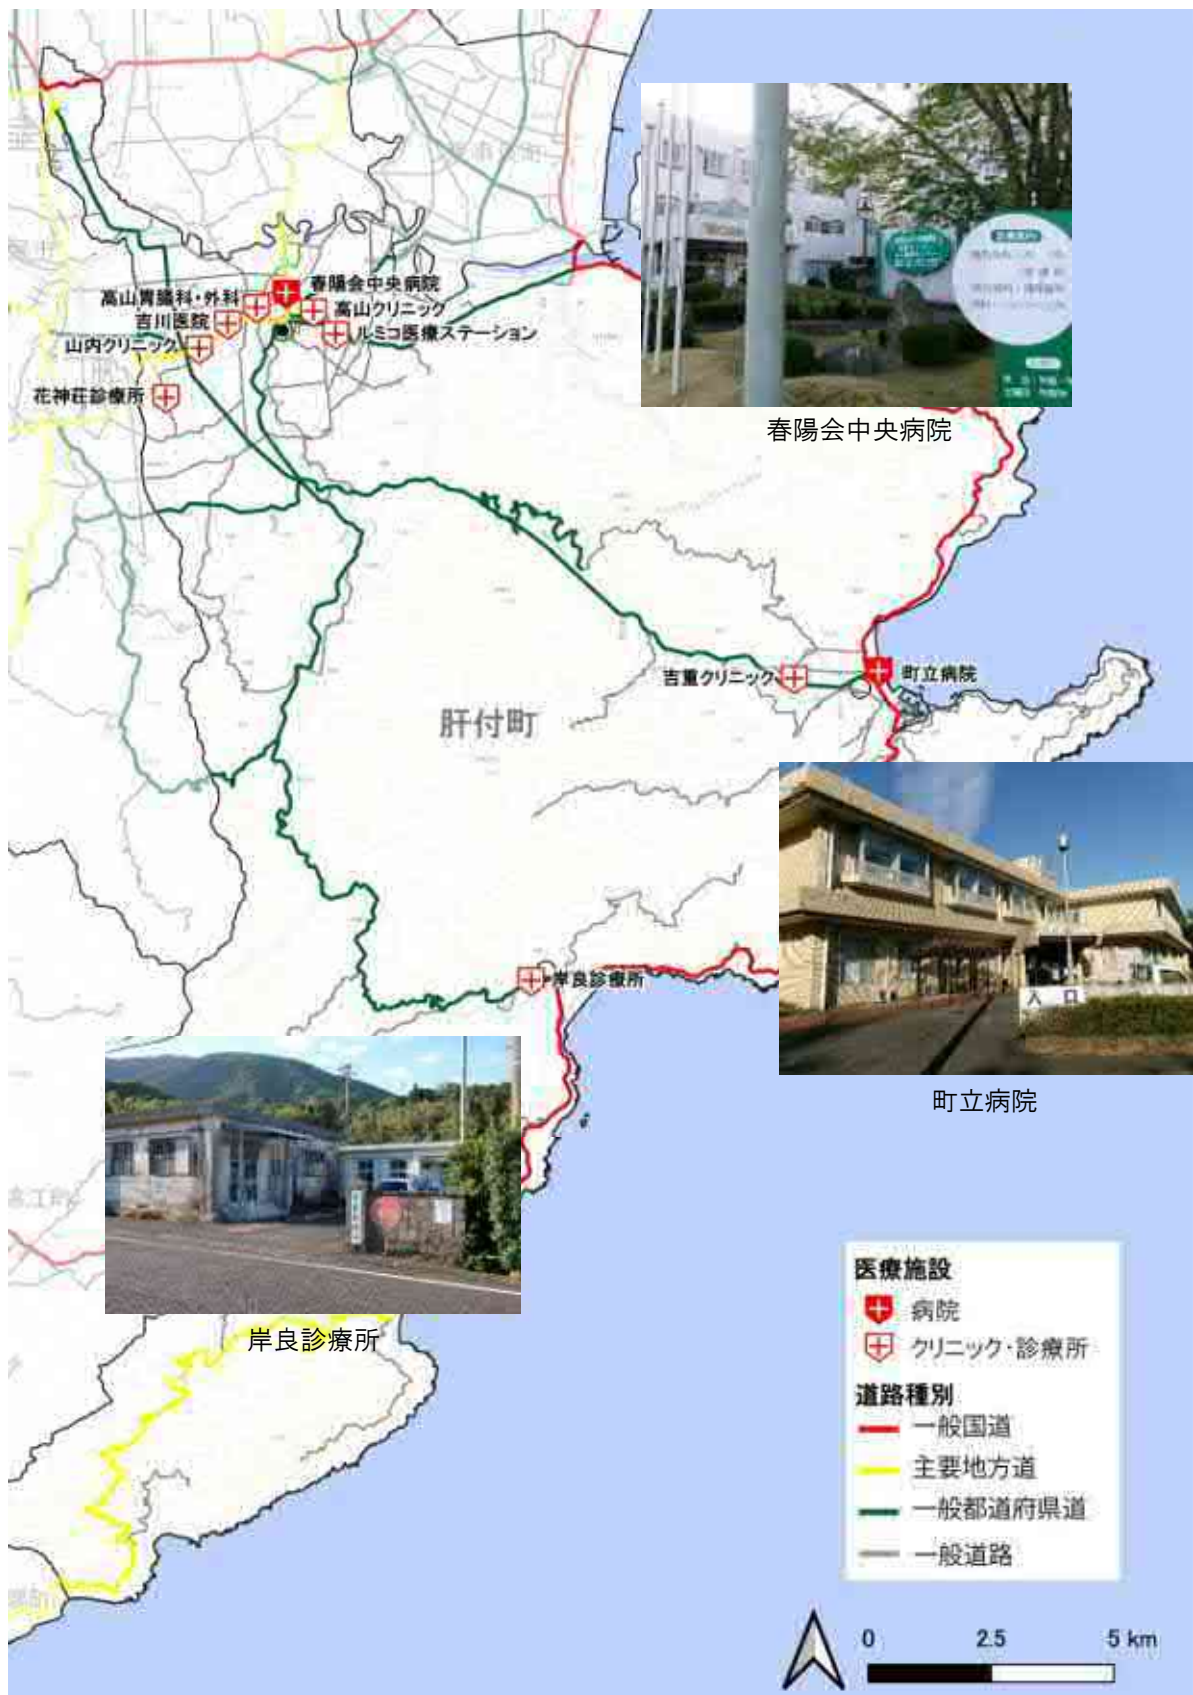 春陽会中央病院
高山胃腸科・外科
高山クリニック
吉川医院
ルミコ医療ステーション
山内クリニック
花神荘診療所
春陽会中央病院
吉重クリニック
町立病院
肝付町
岸良診療所
入口
町立病院
岸良診療所
医療施設
病院
クリニック・診療所
道路種別
一般国道
主要地方道
一般都道府県道
一般道路
0 2.5 5 km